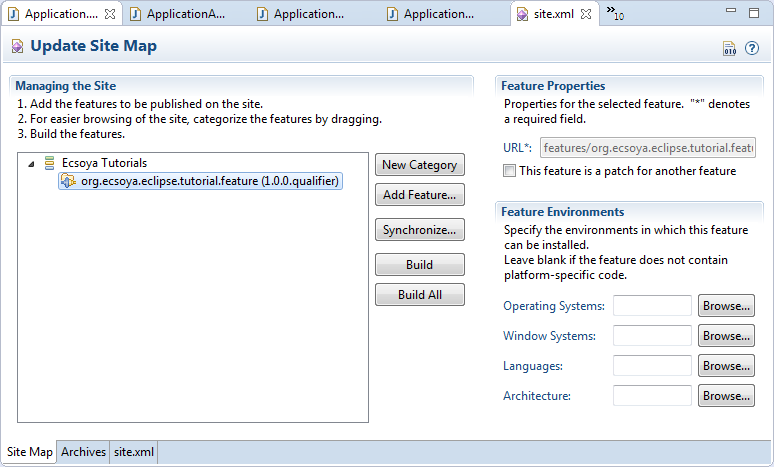 Application.... ApplicationA... Application... Application... site.xml »10
Update Site Map
010
?
Managing the Site
1. Add the features to be published on the site.
2. For easier browsing of the site, categorize the features by dragging.
3. Build the features.
Ecsoya Tutorials
org.ecsoya.eclipse.tutorial.feature (1.0.0.qualifier)
New Category
Add Feature...
Synchronize...
Build
Build All
Feature Properties
Properties for the selected feature. "*" denotes
a required field.
URL*: features/org.ecsoya.eclipse.tutorial.feat
This feature is a patch for another feature
Feature Environments
Specify the environments in which this feature
can be installed.
Leave blank if the feature does not contain
platform-specific code.
Operating Systems: Browse...
Window Systems: Browse...
Languages: Browse...
Architecture: Browse...
Site Map Archives site.xml